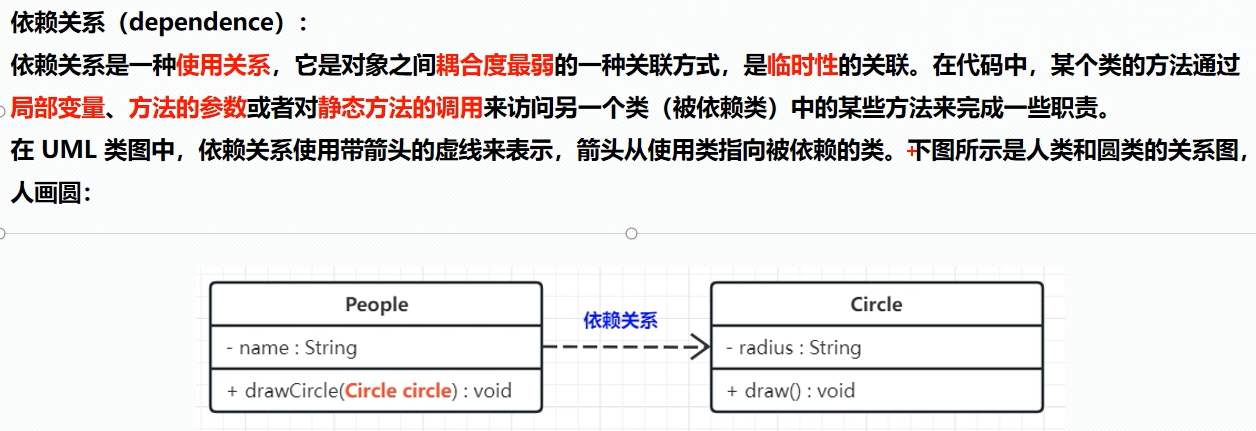 依赖关系（dependence）:
依赖关系是一种使用关系，它是对象之间耦合度最弱的一种关联方式，是临时性的关联。在代码中，某个类的方法通过
局部变量、方法的参数或者对静态方法的调用来访问另一个类（被依赖类）中的某些方法来完成一些职责。
在 UML 类图中，依赖关系使用带箭头的虚线来表示，箭头从使用类指向被依赖的类。下图所示是人类和圆类的关系图，
人画圆：
People
- name : String
+ drawCircle(Circle circle) : void
依赖关系
Circle
- radius : String
+ draw() : void